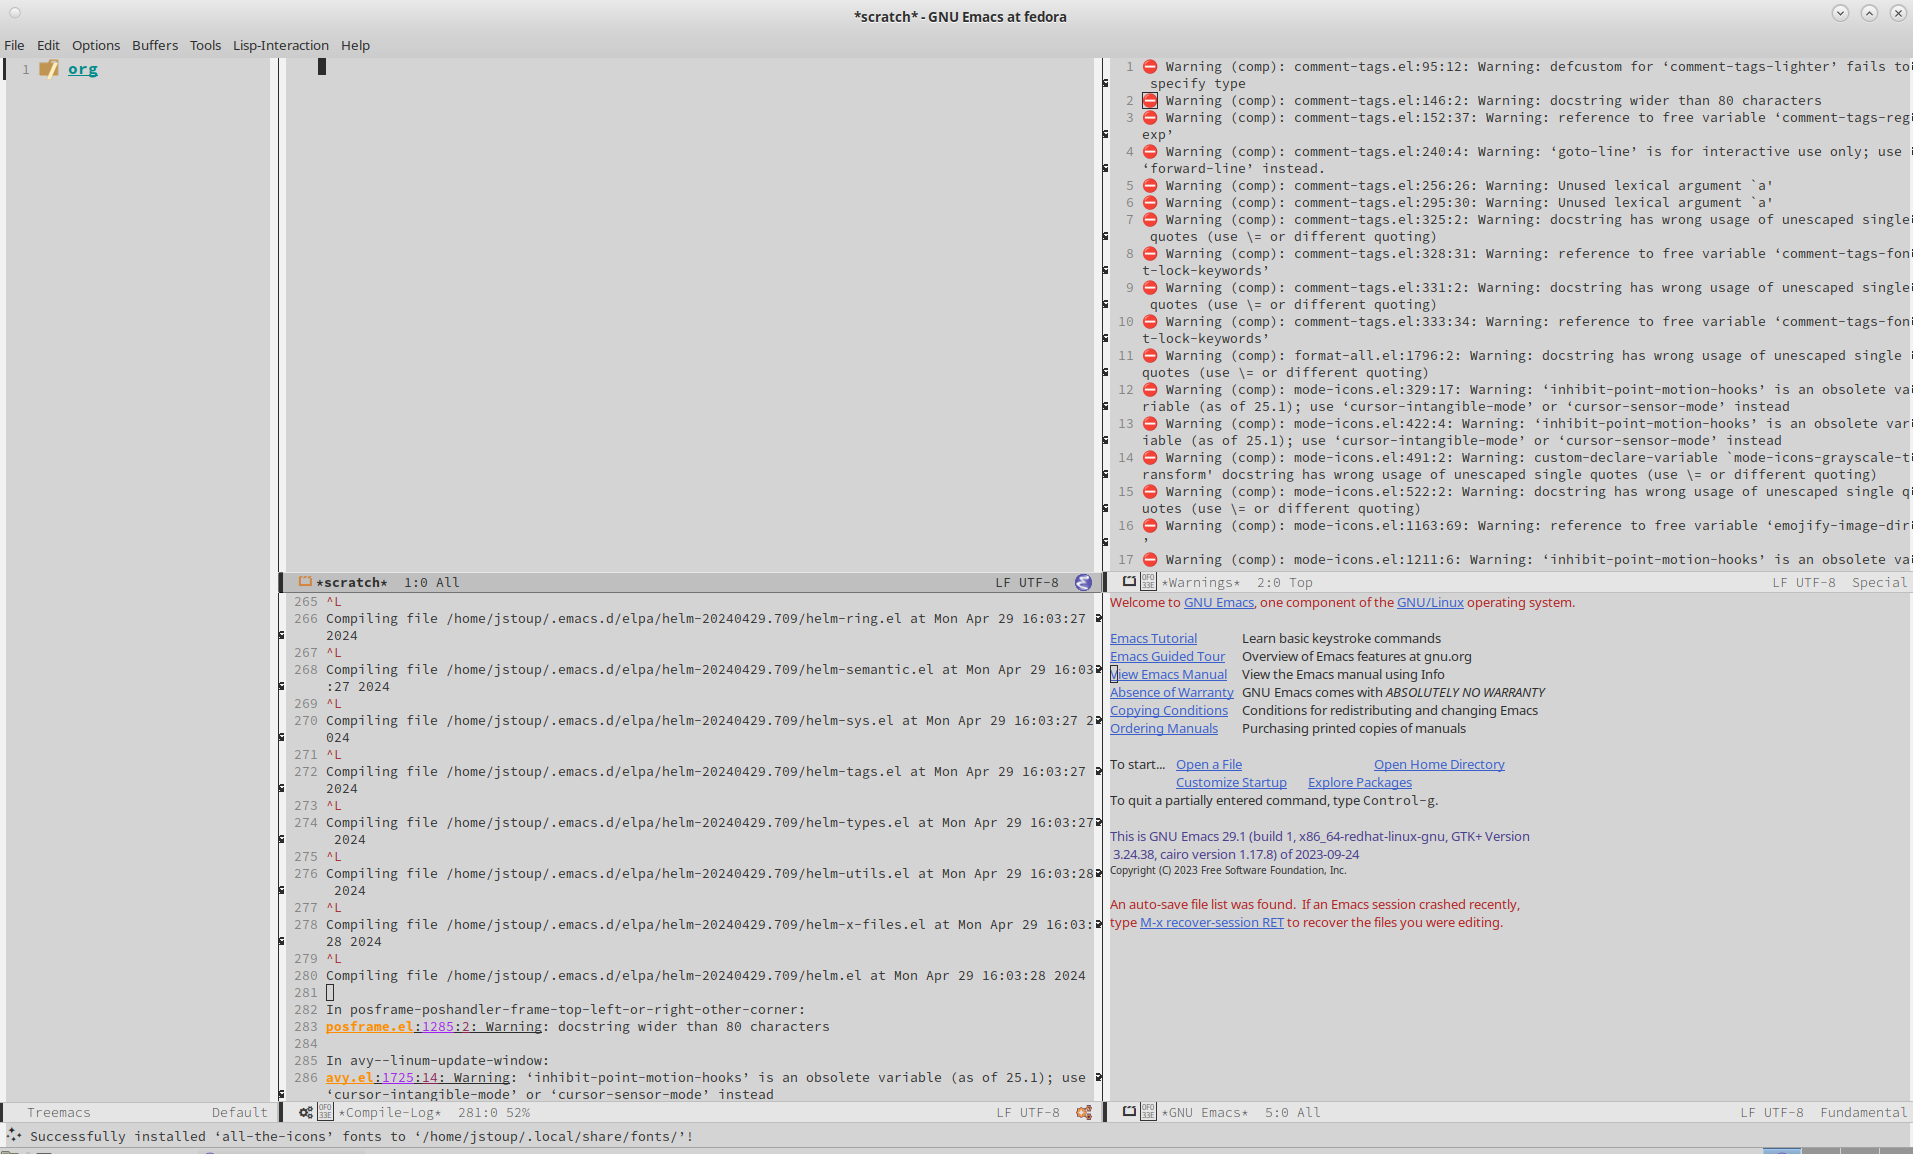 *scratch* - GNU Emacs at fedora
File Edit Options Buffers Tools Lisp-Interaction Help
1 org
*scratch* 1:0 All LF UTF-8
1 Warning (comp): comment-tags.el:95:12: Warning: defcustom for ‘comment-tags-lighter’ fails to
specify type
2 Warning (comp): comment-tags.el:146:2: Warning: docstring wider than 80 characters
3 Warning (comp): comment-tags.el:152:37: Warning: reference to free variable ‘comment-tags-reg
exp’
4 Warning (comp): comment-tags.el:240:4: Warning: ‘goto-line’ is for interactive use only; use
‘forward-line’ instead.
5 Warning (comp): comment-tags.el:256:26: Warning: Unused lexical argument `a'
6 Warning (comp): comment-tags.el:295:30: Warning: Unused lexical argument `a'
7 Warning (comp): comment-tags.el:325:2: Warning: docstring has wrong usage of unescaped single
quotes (use \= or different quoting)
8 Warning (comp): comment-tags.el:328:31: Warning: reference to free variable ‘comment-tags-fon
t-lock-keywords’
9 Warning (comp): comment-tags.el:331:2: Warning: docstring has wrong usage of unescaped single
quotes (use \= or different quoting)
10 Warning (comp): comment-tags.el:333:34: Warning: reference to free variable ‘comment-tags-fon
t-lock-keywords’
11 Warning (comp): format-all.el:1796:2: Warning: docstring has wrong usage of unescaped single
quotes (use \= or different quoting)
12 Warning (comp): mode-icons.el:329:17: Warning: ‘inhibit-point-motion-hooks’ is an obsolete va
riable (as of 25.1); use ‘cursor-intangible-mode’ or ‘cursor-sensor-mode’ instead
13 Warning (comp): mode-icons.el:422:4: Warning: ‘inhibit-point-motion-hooks’ is an obsolete var
iable (as of 25.1); use ‘cursor-intangible-mode’ or ‘cursor-sensor-mode’ instead
14 Warning (comp): mode-icons.el:491:2: Warning: custom-declare-variable `mode-icons-grayscale-t
ransform' docstring has wrong usage of unescaped single quotes (use \= or different quoting)
15 Warning (comp): mode-icons.el:522:2: Warning: docstring has wrong usage of unescaped single q
uotes (use \= or different quoting)
16 Warning (comp): mode-icons.el:1163:69: Warning: reference to free variable ‘emojify-image-dir
’
17 Warning (comp): mode-icons.el:1211:6: Warning: ‘inhibit-point-motion-hooks’ is an obsolete va
0F0 33E *Warnings* 2:0 Top LF UTF-8 Special
265 ^L
266 Compiling file /home/jstoup/.emacs.d/elpa/helm-20240429.709/helm-ring.el at Mon Apr 29 16:03:27
2024
267 ^L
268 Compiling file /home/jstoup/.emacs.d/elpa/helm-20240429.709/helm-semantic.el at Mon Apr 29 16:03
:27 2024
269 ^L
270 Compiling file /home/jstoup/.emacs.d/elpa/helm-20240429.709/helm-sys.el at Mon Apr 29 16:03:27 2
024
271 ^L
272 Compiling file /home/jstoup/.emacs.d/elpa/helm-20240429.709/helm-tags.el at Mon Apr 29 16:03:27
2024
273 ^L
274 Compiling file /home/jstoup/.emacs.d/elpa/helm-20240429.709/helm-types.el at Mon Apr 29 16:03:27
2024
275 ^L
276 Compiling file /home/jstoup/.emacs.d/elpa/helm-20240429.709/helm-utils.el at Mon Apr 29 16:03:28
2024
277 ^L
278 Compiling file /home/jstoup/.emacs.d/elpa/helm-20240429.709/helm-x-files.el at Mon Apr 29 16:03:
28 2024
279 ^L
280 Compiling file /home/jstoup/.emacs.d/elpa/helm-20240429.709/helm.el at Mon Apr 29 16:03:28 2024
281
282 In posframe-poshandler-frame-top-left-or-right-other-corner:
283 posframe.el:1285:2: Warning: docstring wider than 80 characters
284
285 In avy--linum-update-window:
286 avy.el:1725:14: Warning: ‘inhibit-point-motion-hooks’ is an obsolete variable (as of 25.1); use
‘cursor-intangible-mode’ or ‘cursor-sensor-mode’ instead
Welcome to GNU Emacs, one component of the GNU/Linux operating system.
Emacs Tutorial Learn basic keystroke commands
Emacs Guided Tour Overview of Emacs features at gnu.org
View Emacs Manual View the Emacs manual using Info
Absence of Warranty GNU Emacs comes with ABSOLUTELY NO WARRANTY
Copying Conditions Conditions for redistributing and changing Emacs
Ordering Manuals Purchasing printed copies of manuals
To start... Open a File Open Home Directory
Customize Startup Explore Packages
To quit a partially entered command, type Control-g.
This is GNU Emacs 29.1 (build 1, x86_64-redhat-linux-gnu, GTK+ Version
3.24.38, cairo version 1.17.8) of 2023-09-24
Copyright (C) 2023 Free Software Foundation, Inc.
An auto-save file list was found. If an Emacs session crashed recently,
type M-x recover-session RET to recover the files you were editing.
Treemacs Default
0F0 33E *Compile-Log* 281:0 52% LF UTF-8
0F0 33E *GNU Emacs* 5:0 All LF UTF-8 Fundamental
Successfully installed ‘all-the-icons’ fonts to ‘/home/jstoup/.local/share/fonts/’!